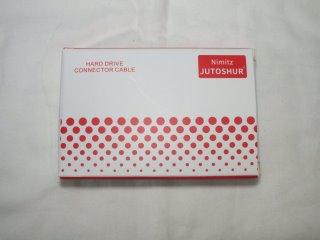 HARD DRIVE
CONNECTOR CABLE
Nimitz
JUTOSHUR